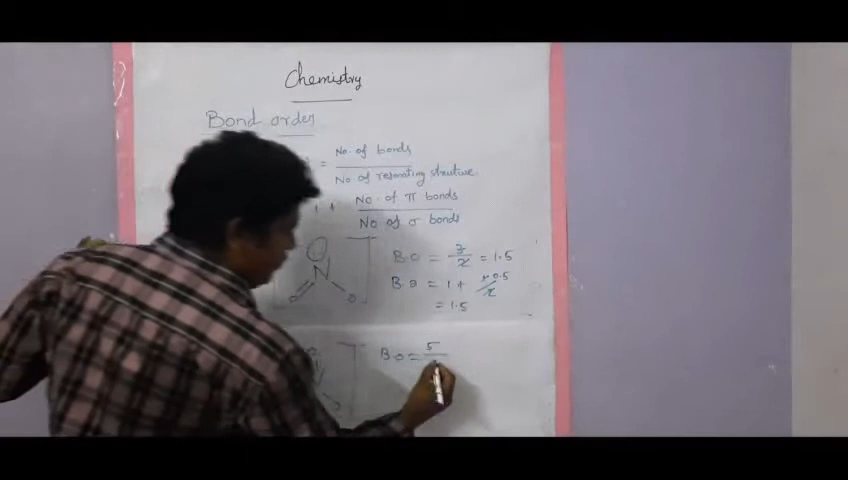 Chemistry
Bond order
= No. of bonds
No of resonating strutive
1 + No. of π bonds
No of σ bonds
B.O = 3/2 = 1.5
B.O = 1 + 1/2 0.5
= 1.5
N
O
O
B.O = 5